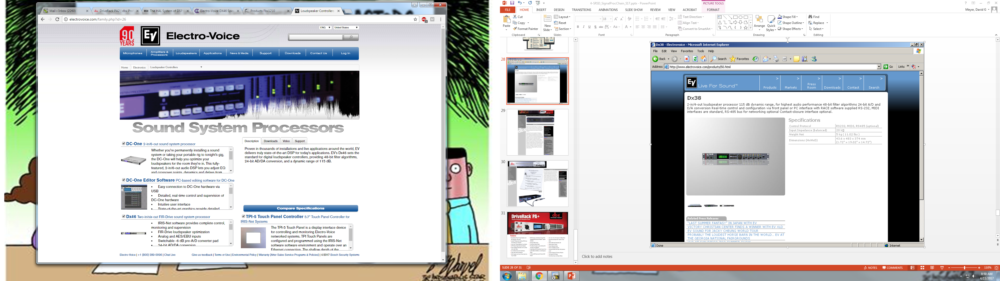 Mail :: Inbox (2260)
DriveRack PA2 | dbx Prof
The HAL System of DSP
Electro-Voice DX46 Spea
Products Fbx1210
Loudspeaker Controllers
electrovoice.com/family.php?id=26
ENG
United States
90 YEARS
EV Electro-Voice
Microphones
Amplifiers & Processors
Loudspeakers
Applications
News & Media
Support
Downloads
Contact Us
Log In
Home
Electronics
Loudspeaker Controllers
Sound System Processors
DC-One 2-in/6-out sound system processor
Whether you're permanently installing a sound
system or taking your portable rig to tonight's gig,
the DC-One will help you optimize your
loudspeakers for the room they're in. This fully-
featured, 2-in/6-out audio DSP lets you adjust EQ
and crossover points, dynamics and delays from
DC-One Editor Software PC-based editing software for DC-One
• Easy connection to DC-One hardware via
USB
• Detailed, real-time control and supervision of
DC-One hardware
• Intuitive user interface
• State-of-the-art graphics provide detailed
Dx46 Two-in/six-out FIR-Drive sound system processor
• IRIS-Net software provides complete control,
monitoring and supervision
• FIR-Drive loudspeaker optimization
• Analog and AES/EBU inputs
• Switchable -6 dB pre-A/D converter pad
• 24-bit AD/DA conversion
Description
Downloads
Video
Support
Proven in thousands of installations and live applications around the world, EV
delivers truly state-of-the-art DSP for today's applications. EV's Dx46 sets the
standard for digital loudspeaker controllers, providing 48-bit filter algorithms,
24-bit AD/DA conversion, and a dynamic range of 115 dB.
Compare Specifications
TPI-5 Touch Panel Controller 5.7" Touch Panel Controller for
IRIS-Net Systems
The TPI-5 Touch Panel is a display interface device
for controlling and monitoring Electro-Voice
networked systems. TPI Touch Panels are
configured and programmed using the IRIS-Net
software software environment and operate over an
Ethernet connection. The shallow depth of the
Electro-Voice | +1 (800) 289-0096 | Chat Live
Give us feedback | Terms of Use | Environmental Policy | Warranty (After Sales Service Programs & Policies) | ©2017 Bosch Security Systems
4-SRSD_SignalProcChain_S17.pptx - PowerPoint
PICTURE TOOLS
FILE
HOME
INSERT
DESIGN
TRANSITIONS
ANIMATIONS
SLIDE SHOW
REVIEW
VIEW
ACROBAT
FORMAT
Meyer, David G
Paste
Cut
Copy
Format Painter
Clipboard
New Slide
Layout
Reset
Section
Slides
18
Font
Text Direction
Align Text
Convert to SmartArt
Paragraph
Arrange
Quick Styles
Shape Fill
Shape Outline
Shape Effects
Drawing
Find
Replace
Select
Editing
28
29
30
31
DriveRack PA+
dbx
Features
Dx38 - Electrovoice - Microsoft Internet Explorer
File Edit View Favorites Tools Help
Back
Search
Favorites
Address http://www.electrovoice.com/products/50.html
Go
Links
EV Live For Sound™
Products
Markets
Press Room
Downloads
Contact
Search
Dx38
2-in/4-out loudspeaker processor 115 dB dynamic range, for highest audio performance 48-bit filter algorithms 24-bit A/D and
D/A conversion Real-time control and configuration via front panel or PC interface with RACE software supplied RS-232, MIDI
interfaces are standard, RS-485 bus for networking optional Contact-closure interface optional.
Specifications
Control Protocol RS232, MIDI, RS485 (optional)
Input Impedance (balanced) 20 kΩ
Weight Net 5 kg ( 11.02 lbs )
Dimensions (HxWxD) 43.6 x 483 x 374 mm
(1.72" x 19.02" x 14.72")
Related Press Releases
"LAST SUMMER FANTASY" IN JAPAN WITH EV
VICTORY CHRISTIAN CENTER FINDS A WINNER WITH EV XLD
EV SOUND FOR JACKY CHEUNG WORLD TOUR
PROBABLY THE LOUDEST HORSE BARN IN THE WORLD... EV AT
THE GEORGIA NATIONAL FAIRGROUNDS
Done
Internet
Click to add notes
SLIDE 28 OF 31
NOTES
COMMENTS
110%
8:50 AM
4/11/2017